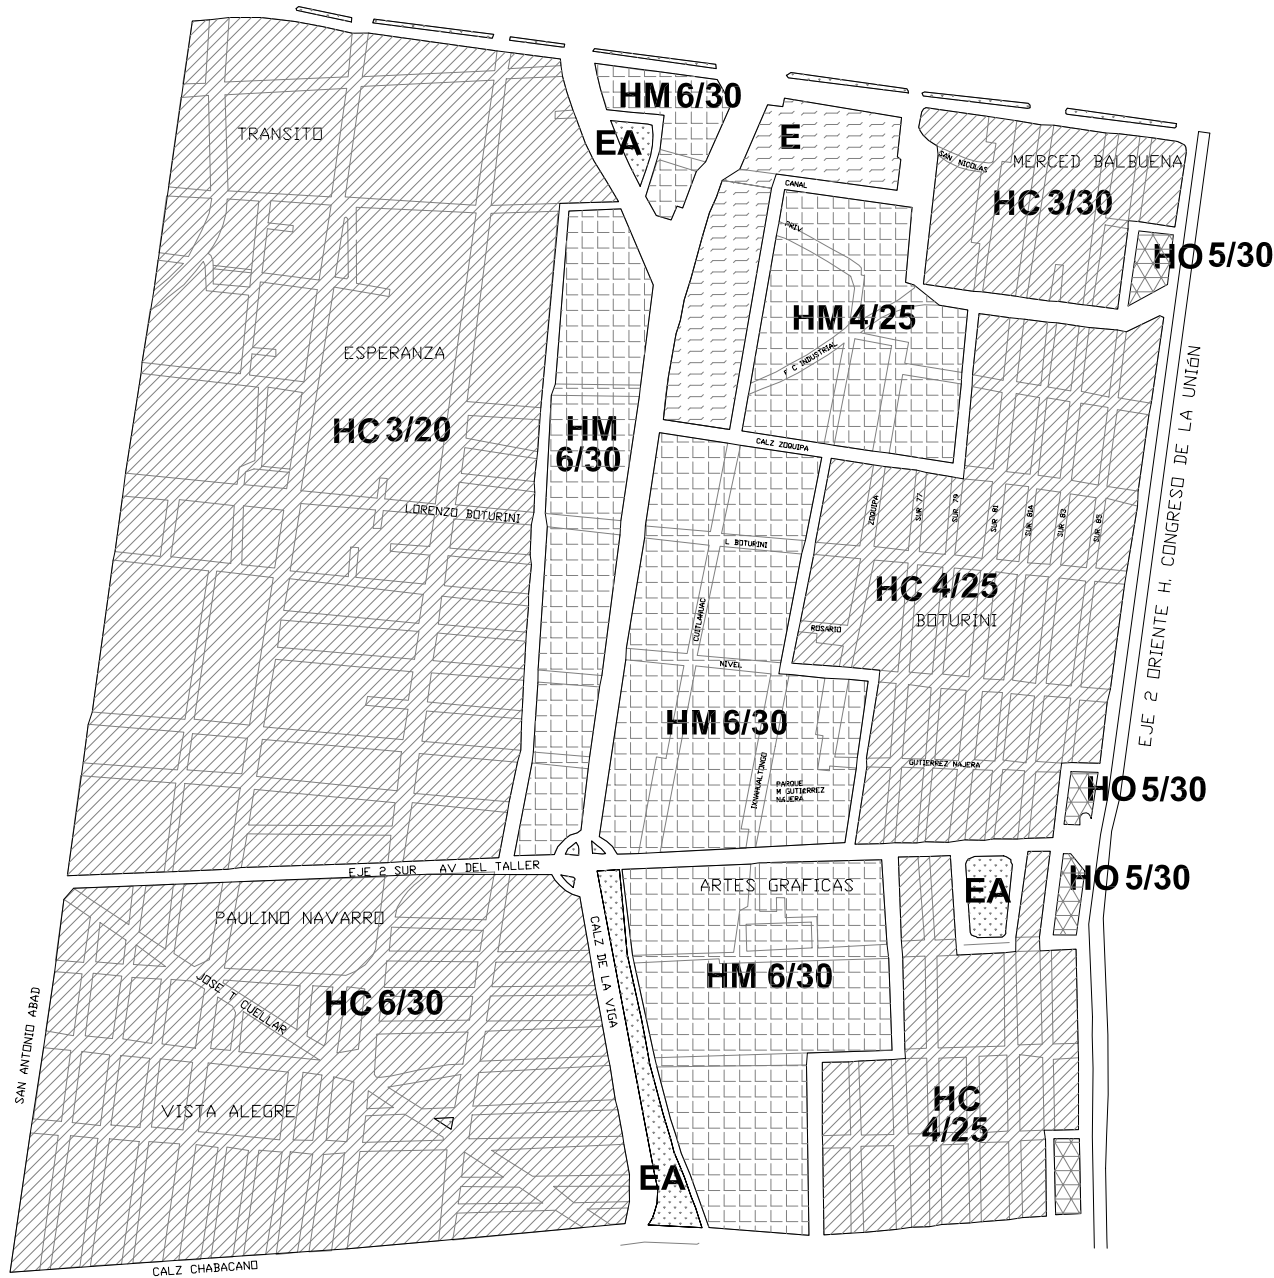 HM 6/30
TRANSITO
EA
E
SAN NICOLAS
MERCED BALBUENA
CANAL
HC 3/30
PRIV.
HO 5/30
HM 4/25
ESPERANZA
F C INDUSTRIAL
HC 3/20
HM
6/30
CALZ ZOQUIPA
EJE 2 ORIENTE H. CONGRESO DE LA UNIÓN
LORENZO BOTURINI
ZOQUIPA
SUR 77
SUR 79
SUR 81
SUR 81A
SUR 83
SUR 85
L BOTURINI
HC 4/25
BOTURINI
CUITLAHUAC
ROSARIO
NIVEL
HM 6/30
GUTIERREZ NAJERA
PARQUE
M GUTIERREZ
NAJERA
HO 5/30
EJE 2 SUR AV DEL TALLER
ARTES GRAFICAS
EA
HO 5/30
PAULINO NAVARRO
CALZ DE LA VIGA
JOSE T CUELLAR
HC 6/30
HM 6/30
SAN ANTONIO ABAD
VISTA ALEGRE
HC
4/25
EA
CALZ CHABACANO